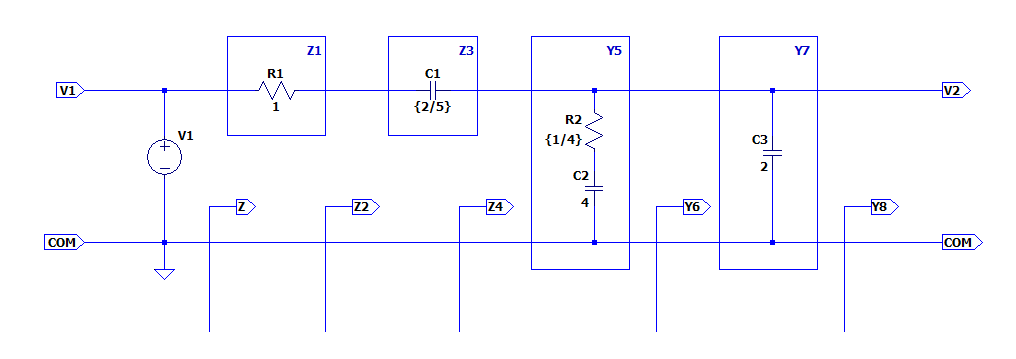 Z1
Z3
Y5
Y7
R1
C1
V1
V2
1
{2/5}
R2
V1
{1/4}
C3
2
C2
4
Z
Z2
Z4
Y6
Y8
COM
COM